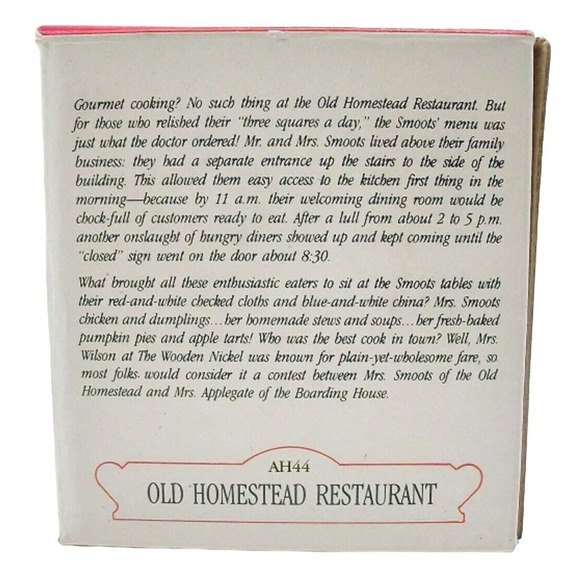 Gourmet cooking? No such thing at the Old Homestead Restaurant. But
for those who relished their "three squares a day," the Smoots' menu was
just what the doctor ordered! Mr. and Mrs. Smoots lived above their family
business: they had a separate entrance up the stairs to the side of the
building. This allowed them easy access to the kitchen first thing in the
morning—because by 11 a.m. their welcoming dining room would be
chock-full of customers ready to eat. After a lull from about 2 to 5 p.m.
another onslaught of hungry diners showed up and kept coming until the
"closed" sign went on the door about 8:30.
What brought all these enthusiastic eaters to sit at the Smoots tables with
their red-and-white checked cloths and blue-and-white china? Mrs. Smoots
chicken and dumplings...her homemade stews and soups...her fresh-baked
pumpkin pies and apple tarts! Who was the best cook in town? Well, Mrs.
Wilson at The Wooden Nickel was known for plain-yet-wholesome fare, so
most folks would consider it a contest between Mrs. Smoots of the Old
Homestead and Mrs. Applegate of the Boarding House.
AH44
OLD HOMESTEAD RESTAURANT